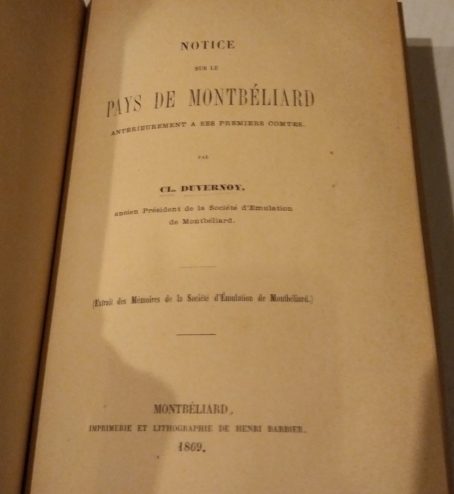 NOTICE
SUR LE
PAYS DE MONTBÉLIARD
ANTÉRIEUREMENT A SES PREMIERS COMTES.
PAR
CL. DUVERNOY,
ancien Président de la Société d'Emulation
de Montbéliard.
(Extrait des Mémoires de la Société d'Émulation de Montbéliard.)
MONTBÉLIARD,
IMPRIMERIE ET LITHOGRAPHIE DE HENRI BARBIER.
1869.